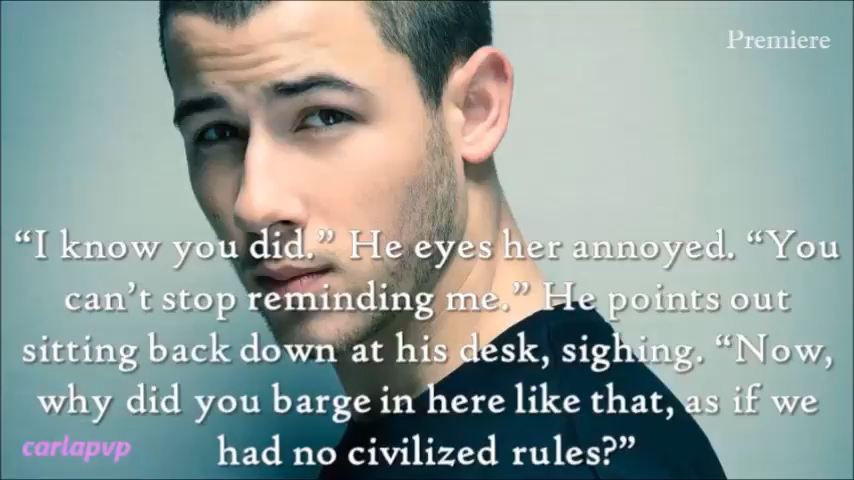 Premiere
“I know you did.” He eyes her annoyed. “You
can’t stop reminding me.” He points out
sitting back down at his desk, sighing. “Now,
why did you barge in here like that, as if we
had no civilized rules?”
carlapvp